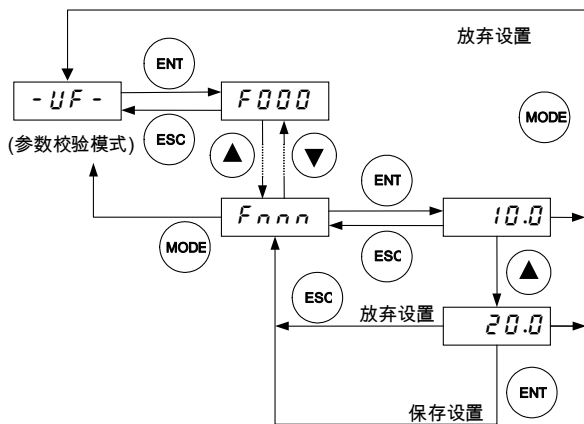 放弃设置
ENT
-UF-
F000
MODE
(参数校验模式)
ESC
▲
▼
ENT
Fnnn
10.0
MODE
ESC
▲
ESC
放弃设置
20.0
ENT
保存设置